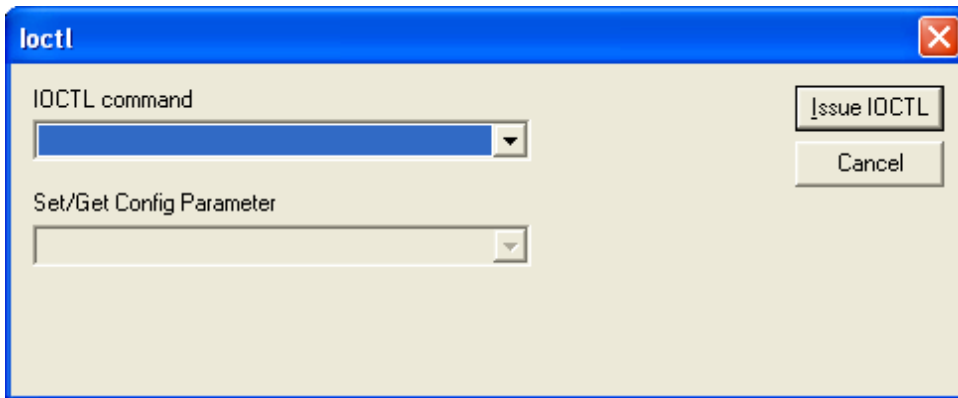 Ioctl
IOCTL command
Issue IOCTL
Cancel
Set/Get Config Parameter